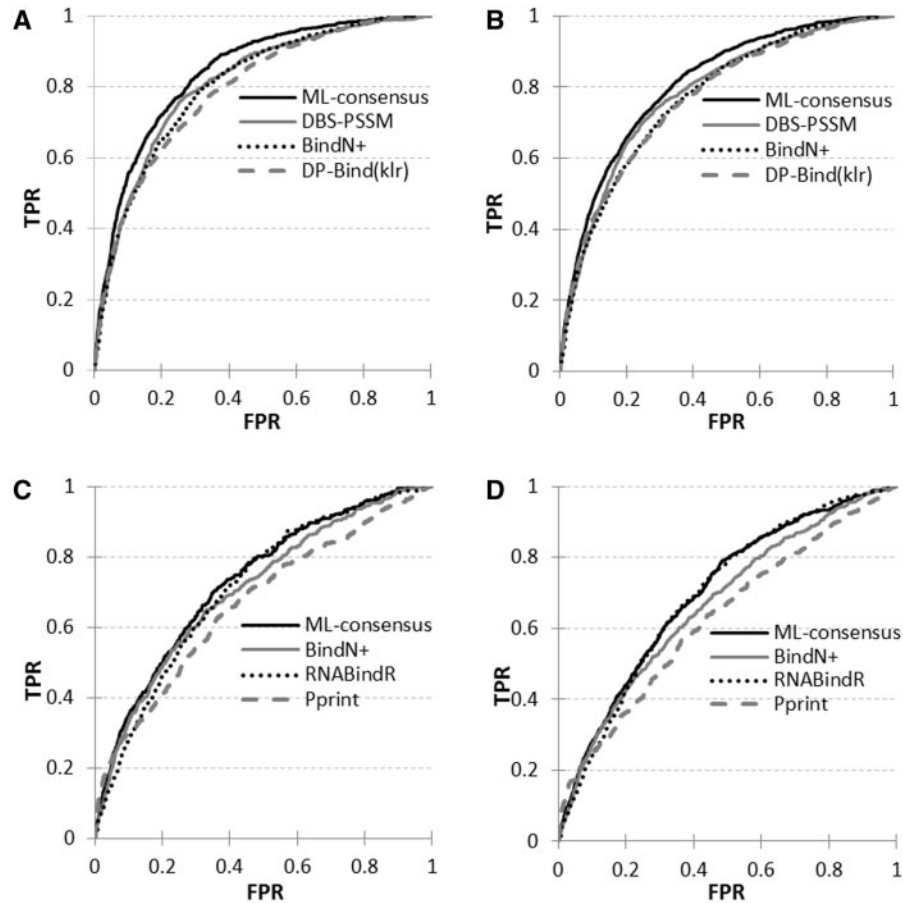 A
1
0.8
0.6
0.4
0.2
0
TPR
0 0.2 0.4 0.6 0.8 1
FPR
ML-consensus
DBS-PSSM
BindN+
DP-Bind(klr)
B
1
0.8
0.6
0.4
0.2
0
TPR
0 0.2 0.4 0.6 0.8 1
FPR
ML-consensus
DBS-PSSM
BindN+
DP-Bind(klr)
C
1
0.8
0.6
0.4
0.2
0
TPR
0 0.2 0.4 0.6 0.8 1
FPR
ML-consensus
BindN+
RNABindR
Pprint
D
1
0.8
0.6
0.4
0.2
0
TPR
0 0.2 0.4 0.6 0.8 1
FPR
ML-consensus
BindN+
RNABindR
Pprint